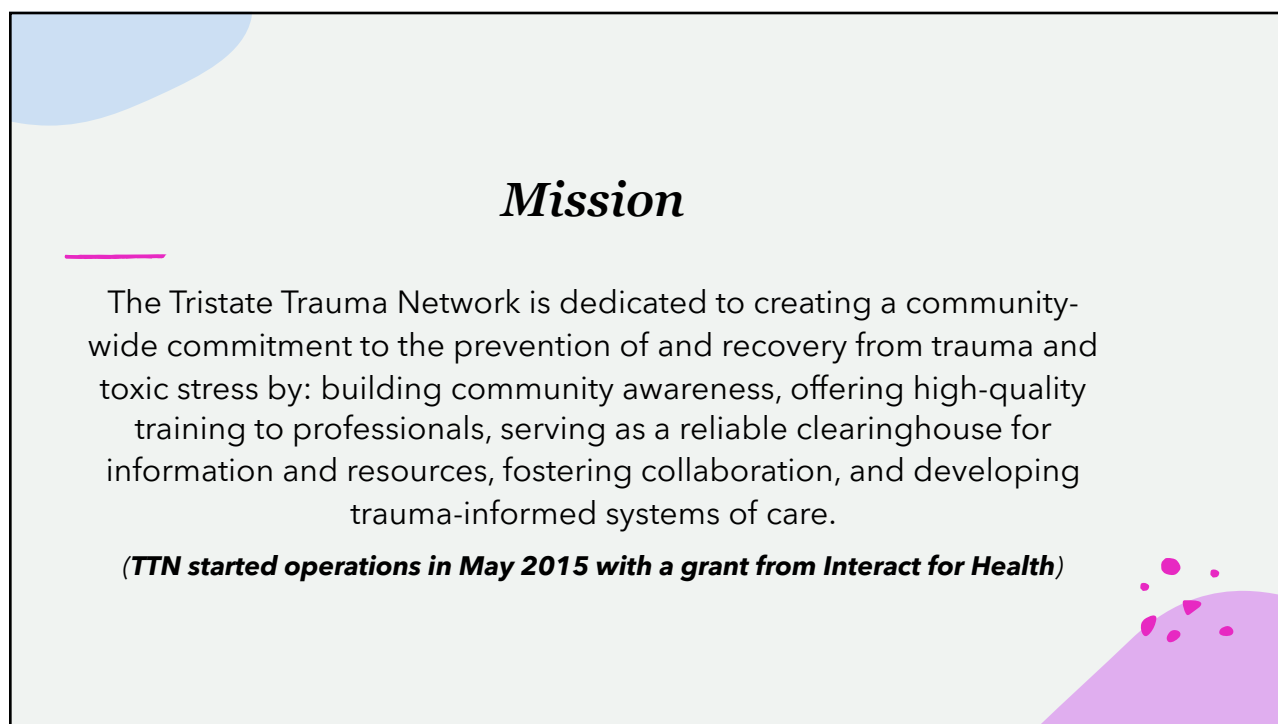 Mission
The Tristate Trauma Network is dedicated to creating a community-
wide commitment to the prevention of and recovery from trauma and
toxic stress by: building community awareness, offering high-quality
training to professionals, serving as a reliable clearinghouse for
information and resources, fostering collaboration, and developing
trauma-informed systems of care.
(TTN started operations in May 2015 with a grant from Interact for Health)